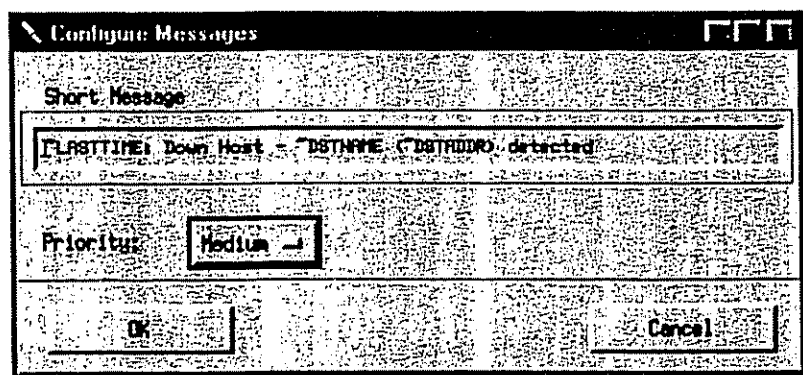 Configure Messages
Short Message
^LASTTIME: Down Host - ^DSTNAME (^DSTADDR) detected
Priority:
Medium
OK
Cancel